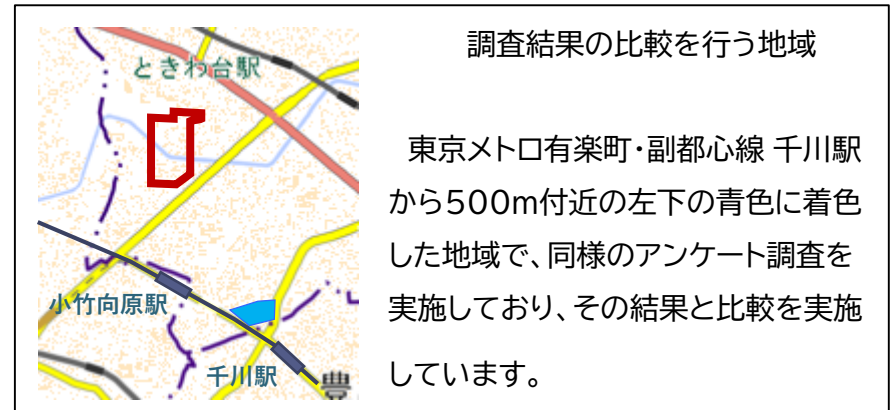 調査結果の比較を行う地域
東京メトロ有楽町・副都心線 千川駅
から500m付近の左下の青色に着色
した地域で、同様のアンケート調査を
実施しており、その結果と比較を実施
しています。
ときわ台駅
小竹向原駅
千川駅
豊